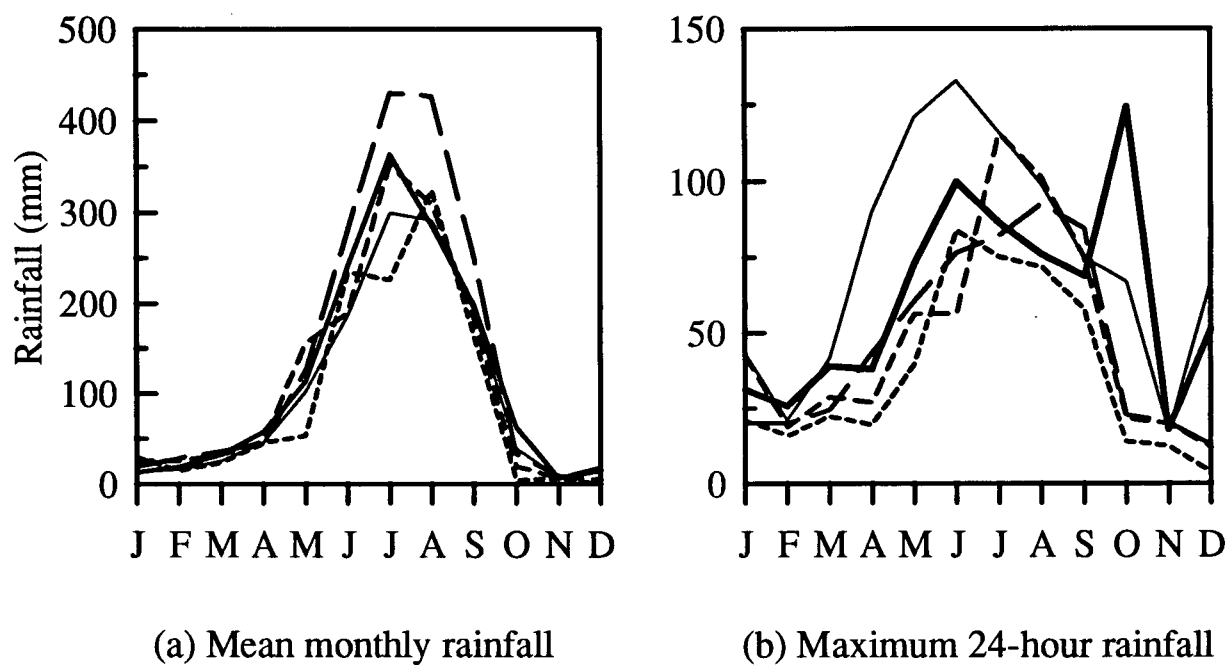 500
400
300
200
100
0
Rainfall (mm)
J F M A M J J A S O N D
(a) Mean monthly rainfall
150
100
50
0
J F M A M J J A S O N D
(b) Maximum 24-hour rainfall